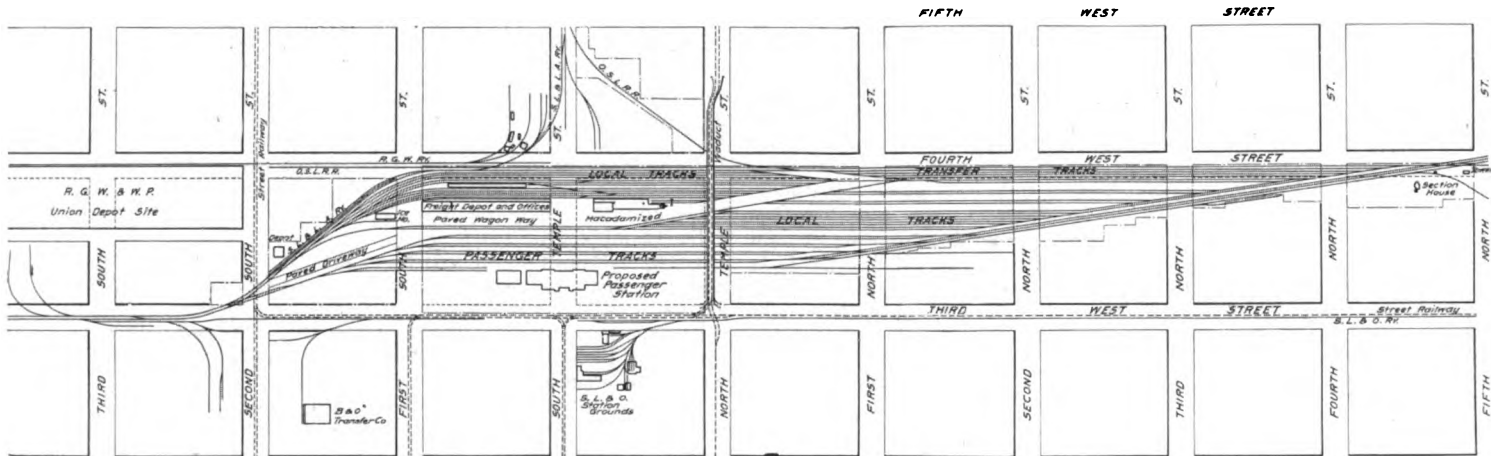 FIFTH WEST STREET
ST.
ST.
ST.
ST.
ST.
ST.
ST.
ST.
ST.
ST.
Street Railway
S.L. & L.A. RY.
O.S.L.R.R.
Viaduct
R.G.W. RY.
O.S.L.R.R.
FOURTH WEST STREET
LOCAL TRACKS
TRANSFER TRACKS
R. G. W. & W. P.
Union Depot Site
Freight Depot and Offices
Paved Wagon Way
Macadamized
LOCAL TRACKS
Section
House
Depot
Paved Driveway
PASSENGER TRACKS
Proposed
Passenger
Station
THIRD WEST STREET
Street Railway
S.L. & O. RY.
THIRD SOUTH
SECOND SOUTH
FIRST SOUTH
SOUTH TEMPLE
NORTH TEMPLE
FIRST NORTH
SECOND NORTH
THIRD NORTH
FOURTH NORTH
FIFTH NORTH
B & O
Transfer Co
S. L. & O.
Station
Grounds